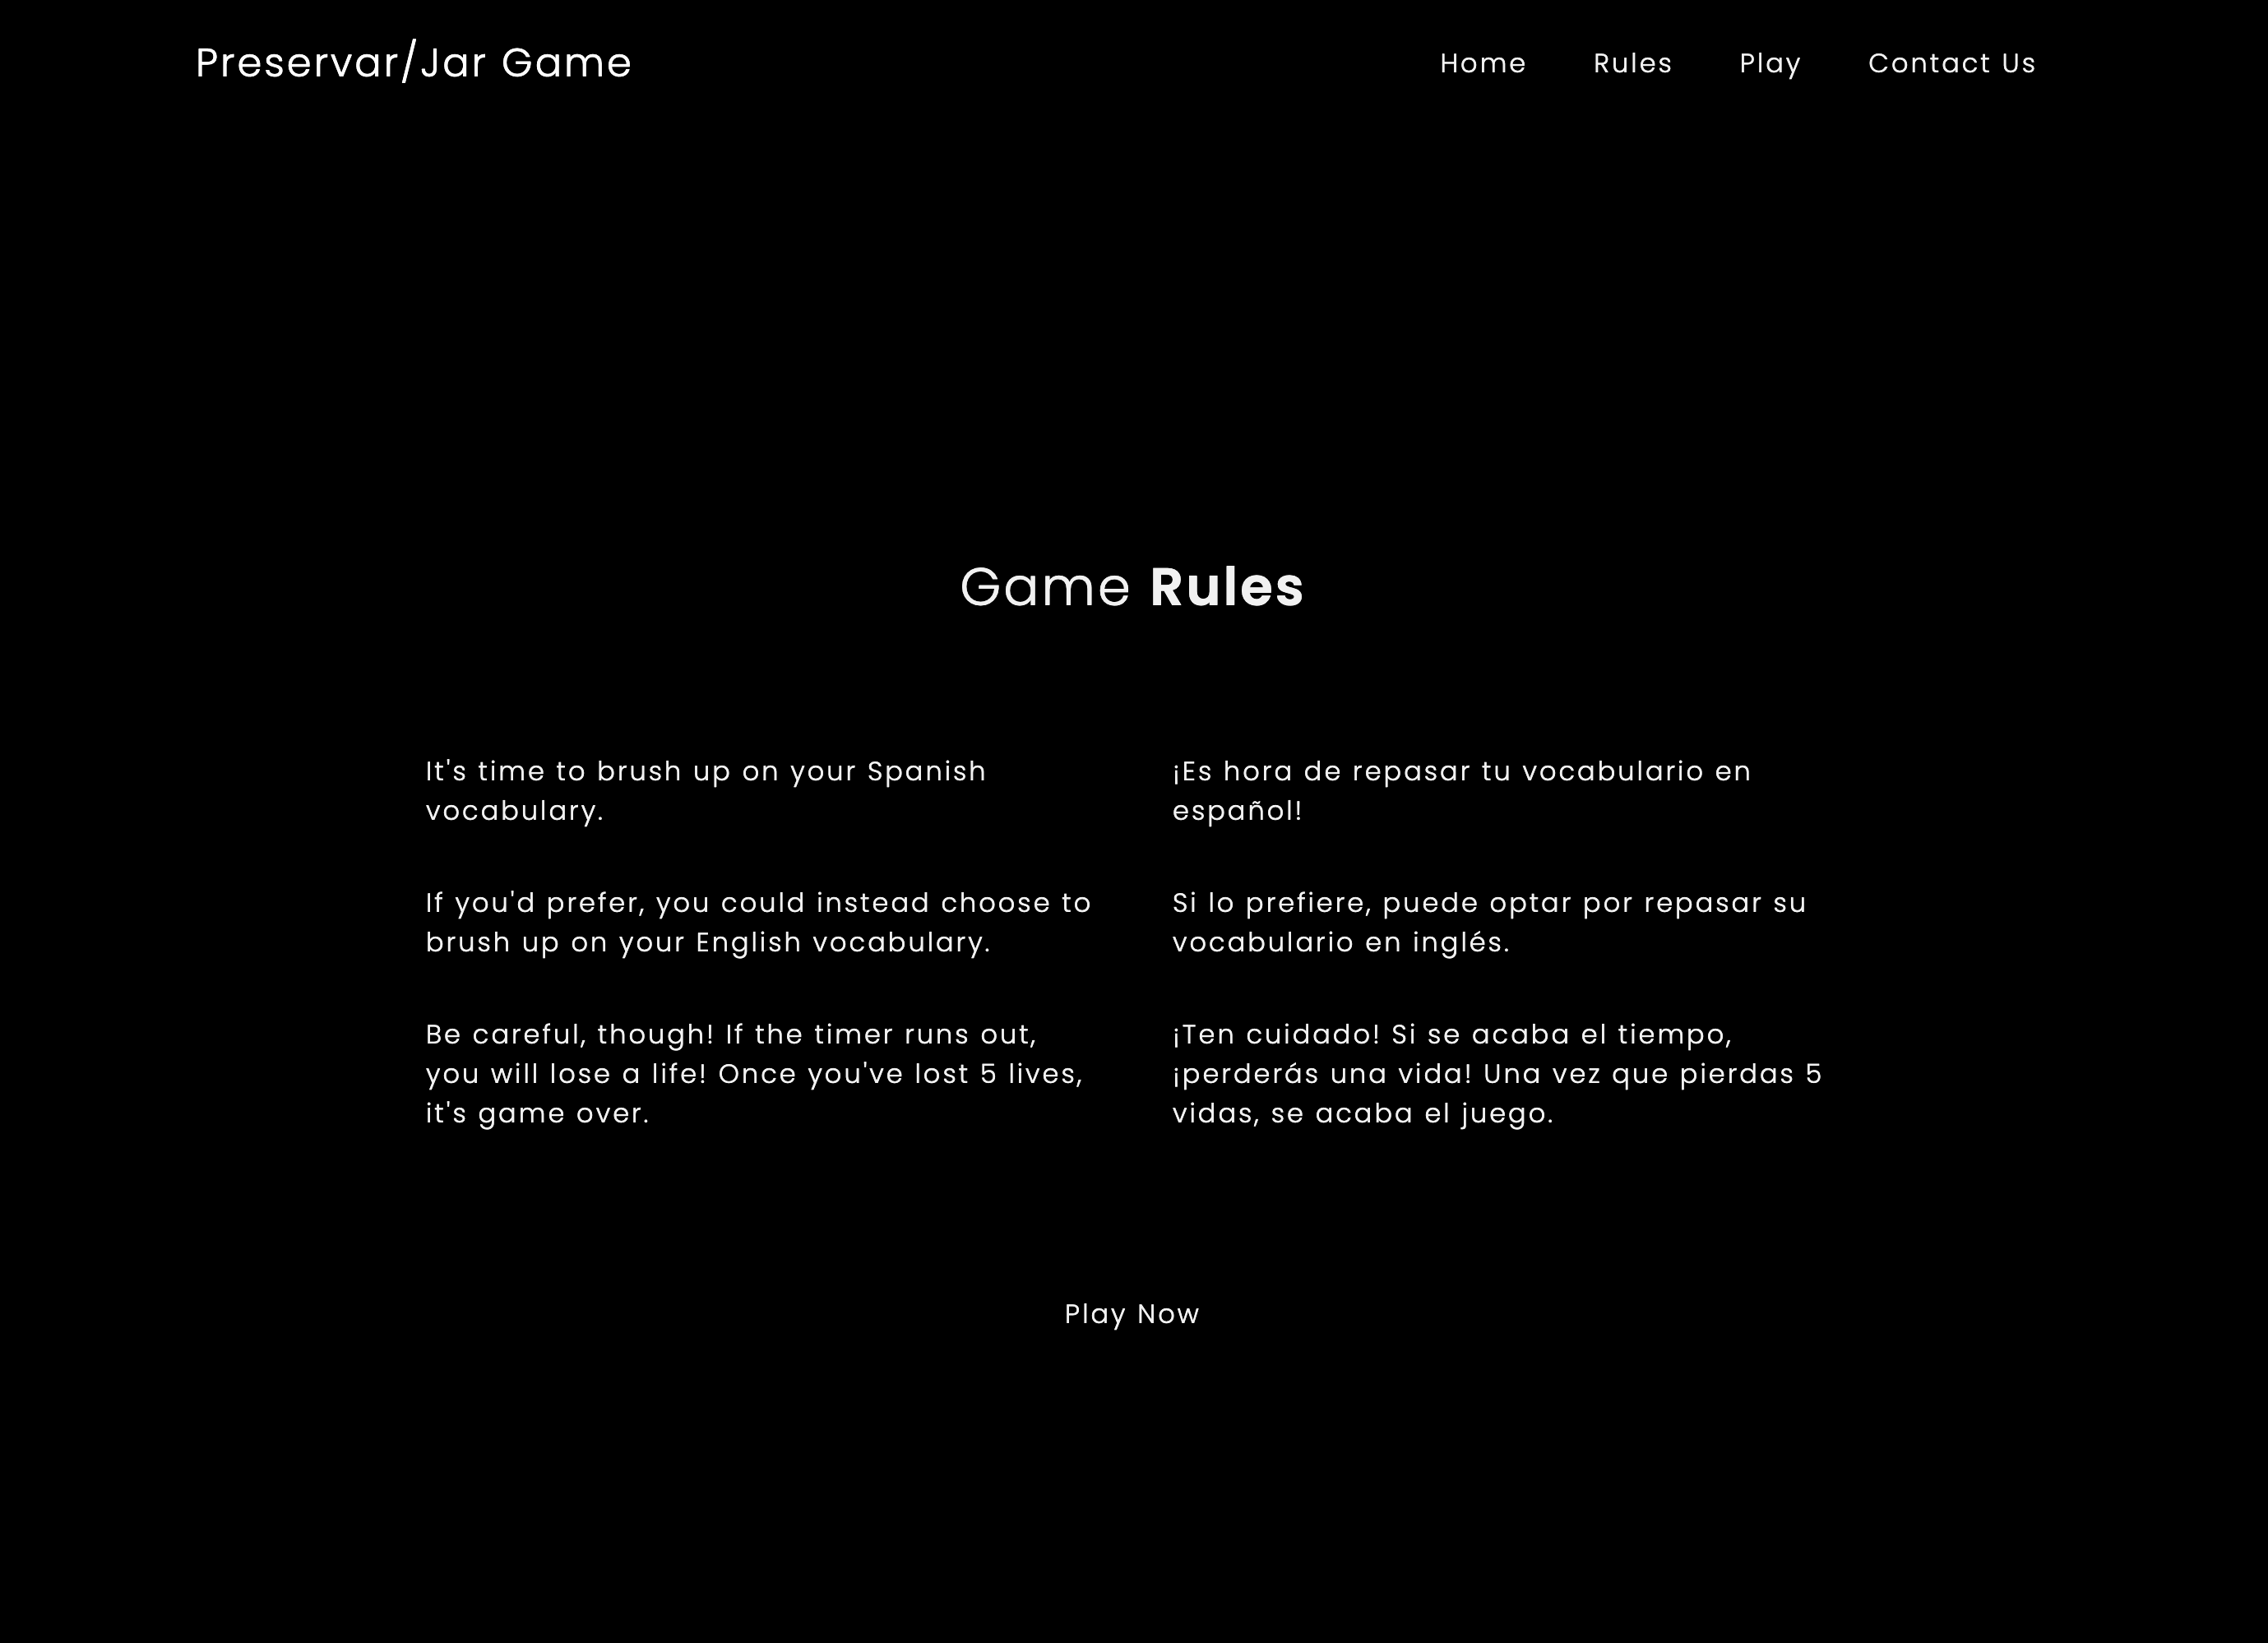 Preservar/Jar Game
Home Rules Play Contact Us
Game Rules
It's time to brush up on your Spanish
vocabulary.
If you'd prefer, you could instead choose to
brush up on your English vocabulary.
Be careful, though! If the timer runs out,
you will lose a life! Once you've lost 5 lives,
it's game over.
¡Es hora de repasar tu vocabulario en
español!
Si lo prefiere, puede optar por repasar su
vocabulario en inglés.
¡Ten cuidado! Si se acaba el tiempo,
¡perderás una vida! Una vez que pierdas 5
vidas, se acaba el juego.
Play Now